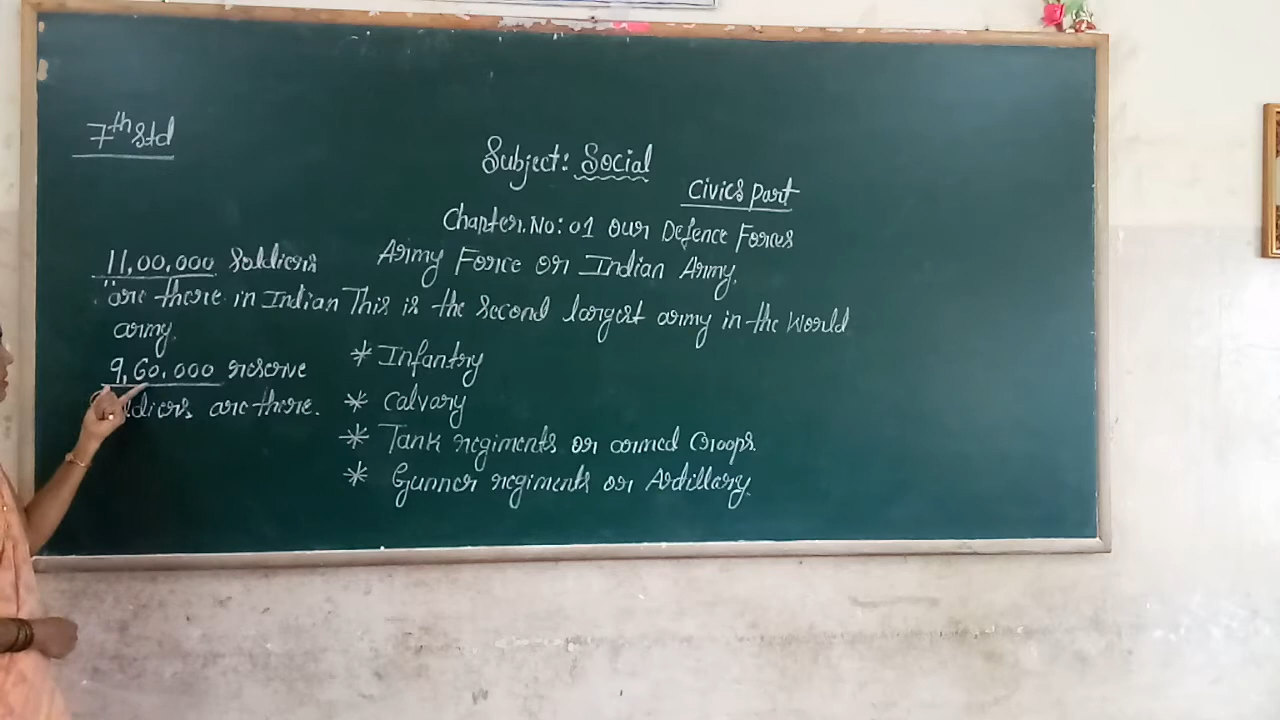 7th Std
Subject: Social
Civics part
Chapter.No: 01 Our Defence Forces
Army Force or Indian Army.
This is the Second largest army in the World
* Infantry
* Calvary
* Tank regiments or armed Groops.
* Gunner regiments or Ardillary.
11,00,000 Soldiers
are there in Indian
army.
9,60,000 reserve
Soldiers are there.